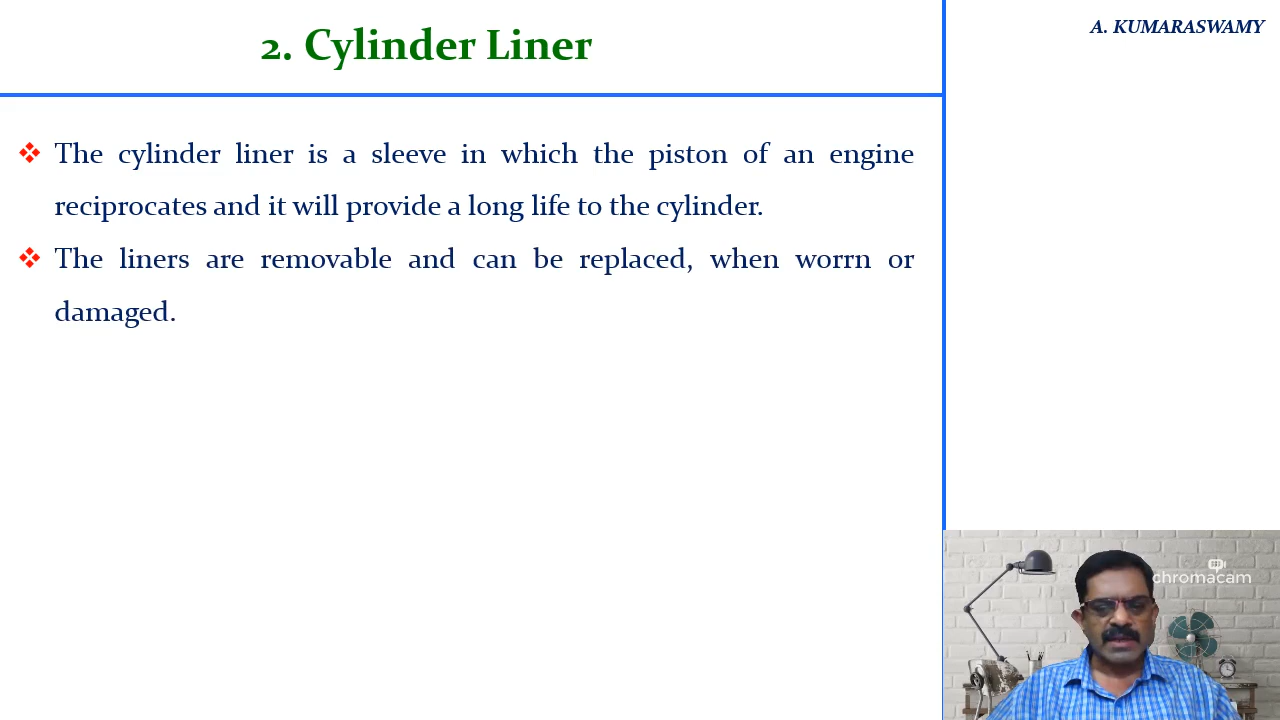 2. Cylinder Liner
A. KUMARASWAMY
❖ The cylinder liner is a sleeve in which the piston of an engine
reciprocates and it will provide a long life to the cylinder.
❖ The liners are removable and can be replaced, when worrn or
damaged.
chromacam